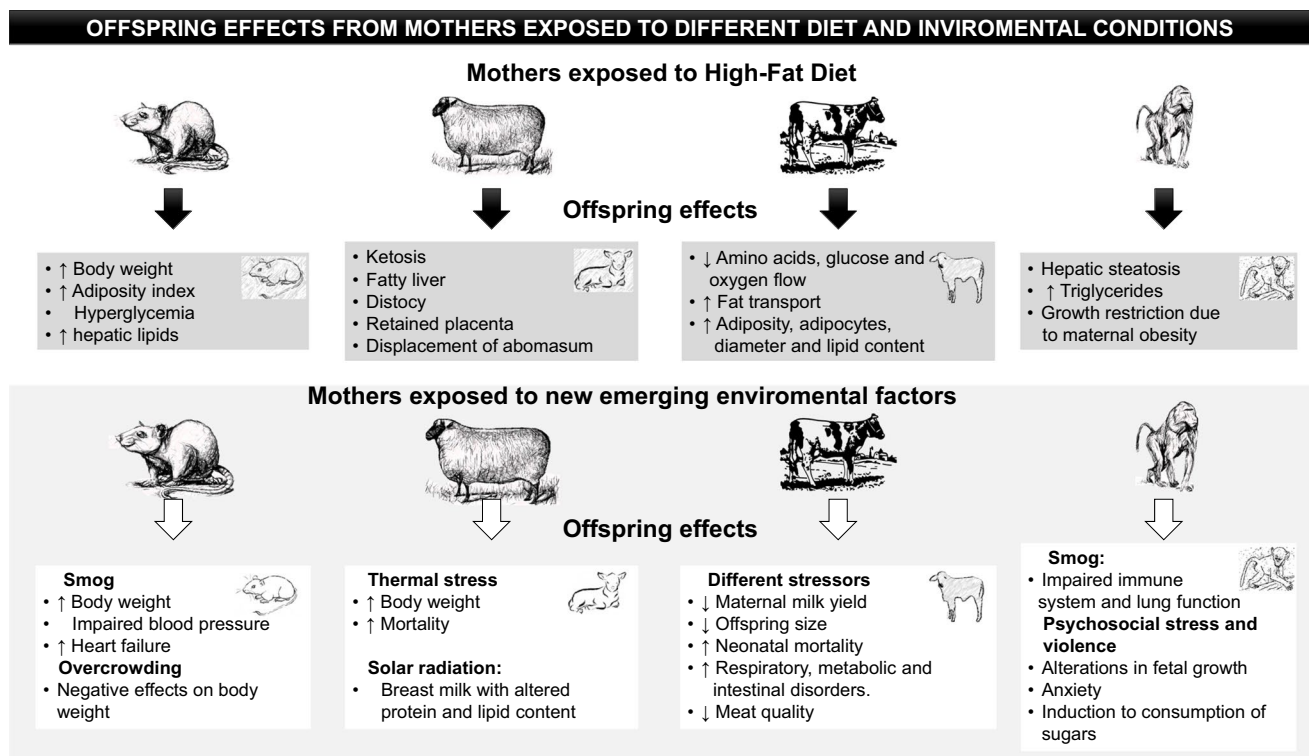 OFFSPRING EFFECTS FROM MOTHERS EXPOSED TO DIFFERENT DIET AND INVIROMENTAL CONDITIONS
Mothers exposed to High-Fat Diet
Offspring effects
• ↑ Body weight
• ↑ Adiposity index
• Hyperglycemia
• ↑ hepatic lipids
• Ketosis
• Fatty liver
• Distocy
• Retained placenta
• Displacement of abomasum
• ↓ Amino acids, glucose and
oxygen flow
• ↑ Fat transport
• ↑ Adiposity, adipocytes,
diameter and lipid content
• Hepatic steatosis
• ↑ Triglycerides
• Growth restriction due
to maternal obesity
Mothers exposed to new emerging enviromental factors
Offspring effects
Smog
• ↑ Body weight
• Impaired blood pressure
• ↑ Heart failure
Overcrowding
• Negative effects on body
weight
Thermal stress
• ↑ Body weight
• ↑ Mortality
Solar radiation:
• Breast milk with altered
protein and lipid content
Different stressors
• ↓ Maternal milk yield
• ↓ Offspring size
• ↑ Neonatal mortality
• ↑ Respiratory, metabolic and
intestinal disorders.
• ↓ Meat quality
Smog:
• Impaired immune
system and lung function
Psychosocial stress and
violence
• Alterations in fetal growth
• Anxiety
• Induction to consumption of
sugars